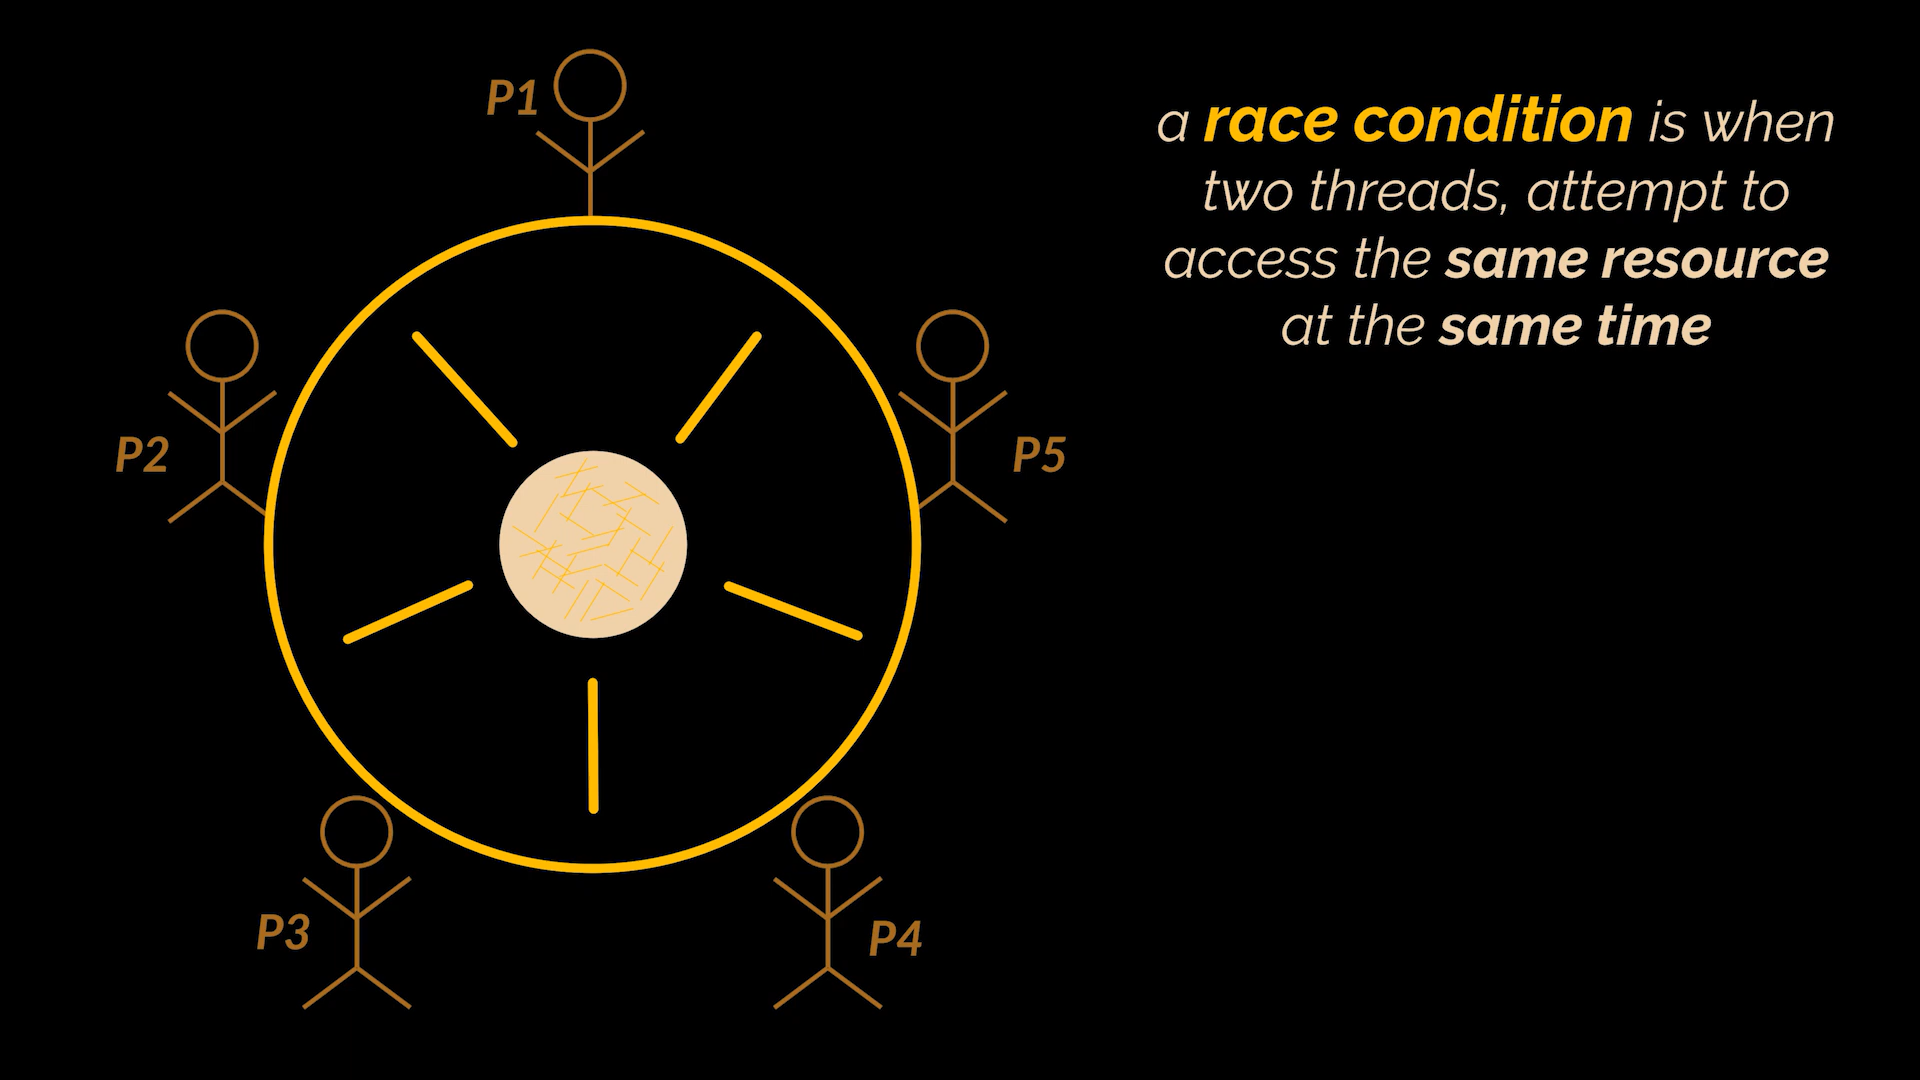 P1
a race condition is when
two threads, attempt to
access the same resource
at the same time
P2
P5
P3
P4